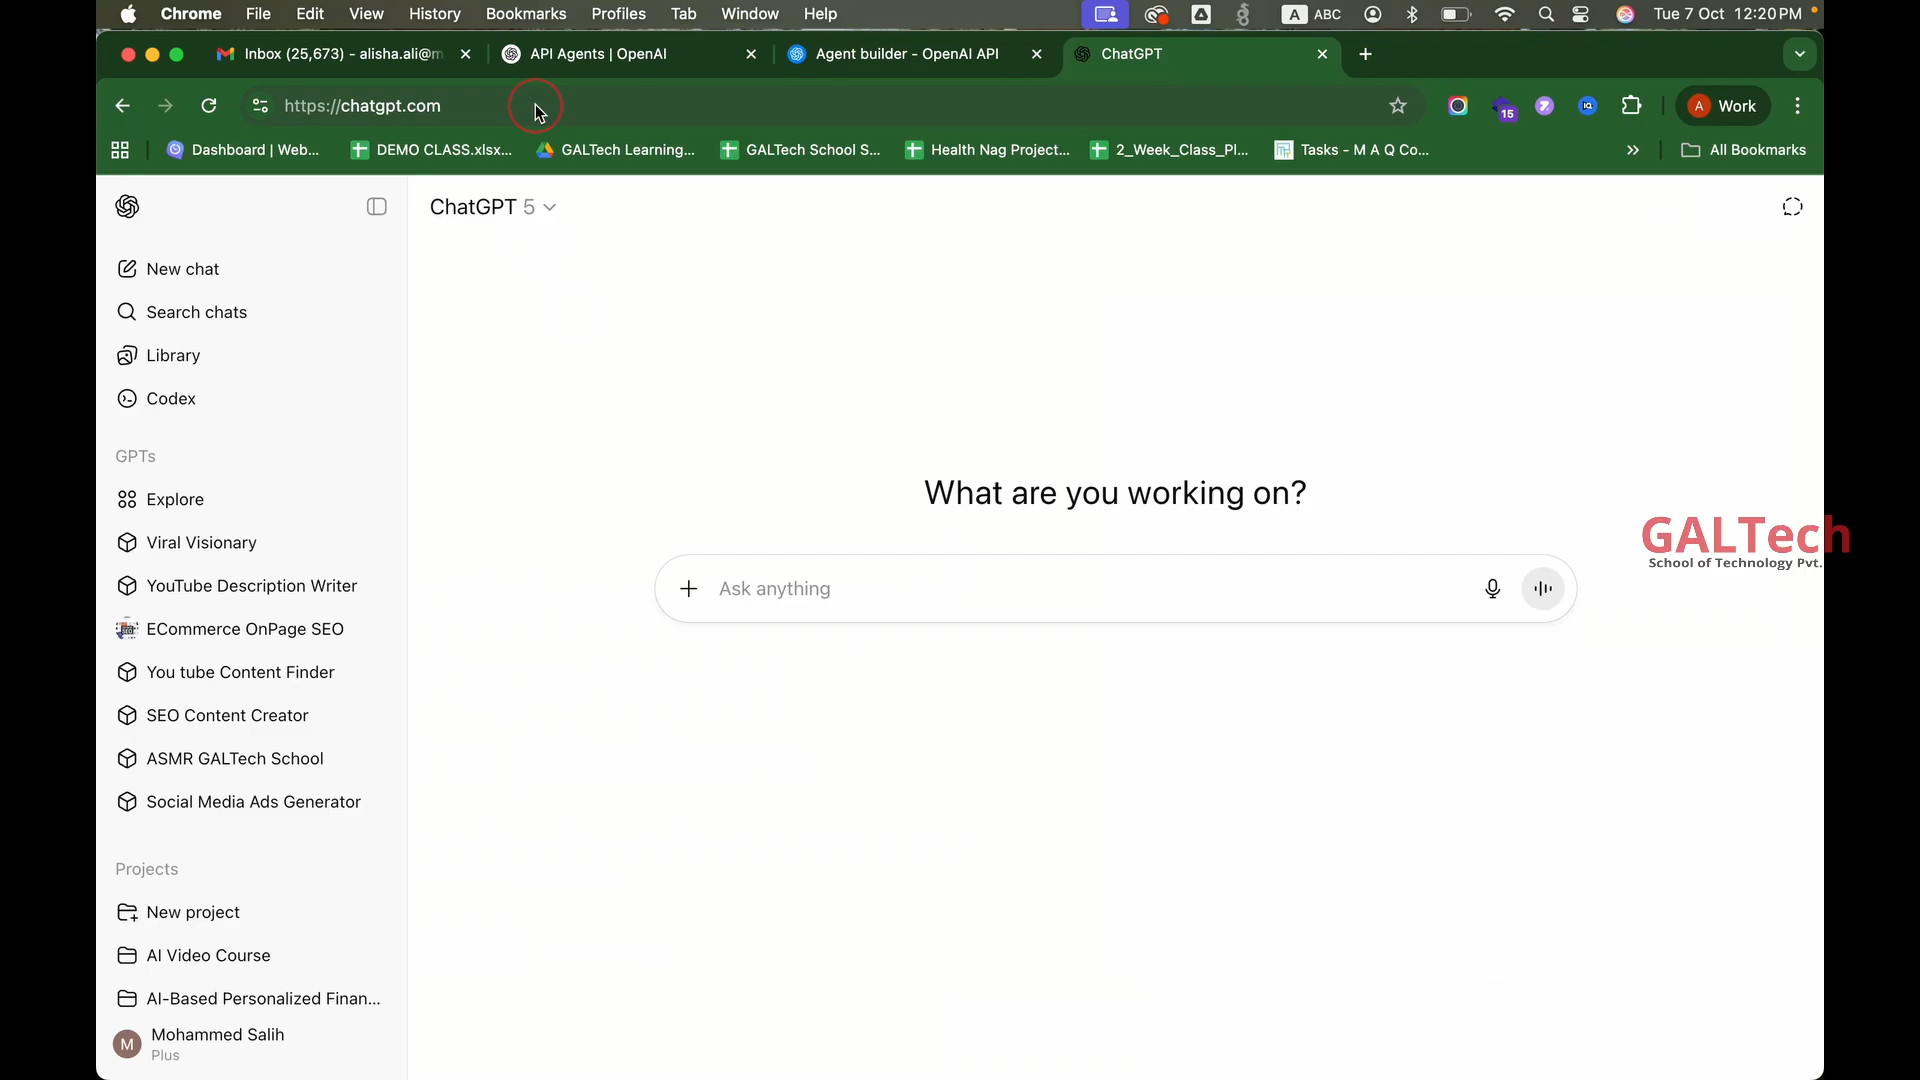 Chrome File Edit View History Bookmarks Profiles Tab Window Help A ABC Tue 7 Oct 12:20 PM
Inbox (25,673) - alisha.ali@m
API Agents | OpenAI
Agent builder - OpenAI API
ChatGPT
https://chatgpt.com
15
A Work
Dashboard | Web...
DEMO CLASS.xlsx...
GALTech Learning...
GALTech School S...
Health Nag Project...
2_Week_Class_Pl...
Tasks - M A Q Co...
All Bookmarks
ChatGPT 5
New chat
Search chats
Library
Codex
GPTs
Explore
Viral Visionary
YouTube Description Writer
ECommerce OnPage SEO
You tube Content Finder
SEO Content Creator
ASMR GALTech School
Social Media Ads Generator
Projects
New project
AI Video Course
AI-Based Personalized Finan...
M Mohammed Salih
Plus
What are you working on?
Ask anything
GALTech
School of Technology Pvt.